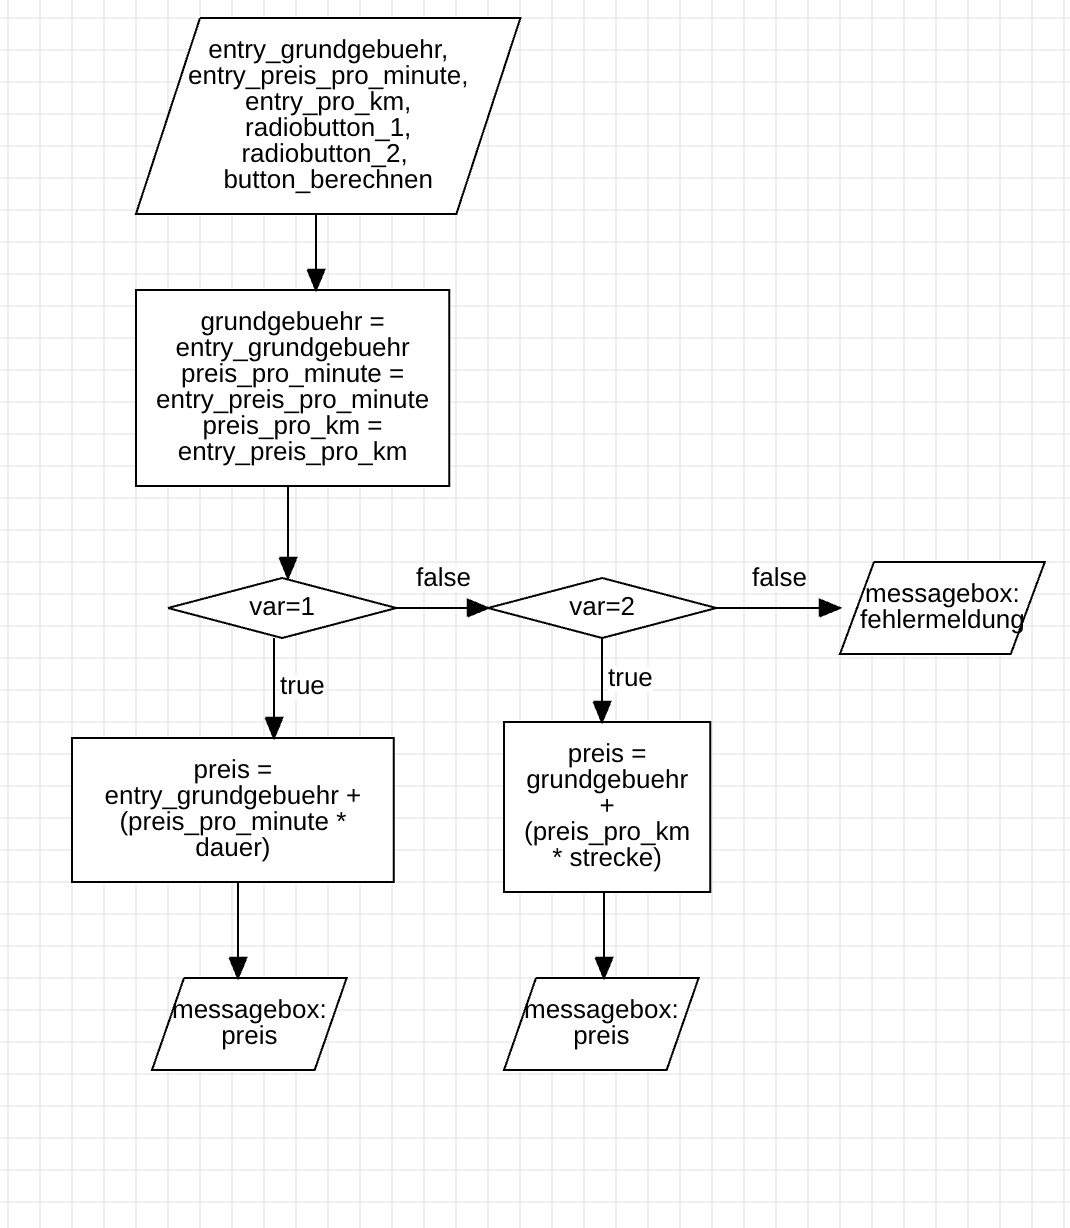 entry_grundgebuehr,
entry_preis_pro_minute,
entry_pro_km,
radiobutton_1,
radiobutton_2,
button_berechnen
grundgebuehr =
entry_grundgebuehr
preis_pro_minute =
entry_preis_pro_minute
preis_pro_km =
entry_preis_pro_km
var=1
false
var=2
false
messagebox:
fehlermeldung
true
true
preis =
entry_grundgebuehr +
(preis_pro_minute *
dauer)
preis =
grundgebuehr
+
(preis_pro_km
* strecke)
messagebox:
preis
messagebox:
preis